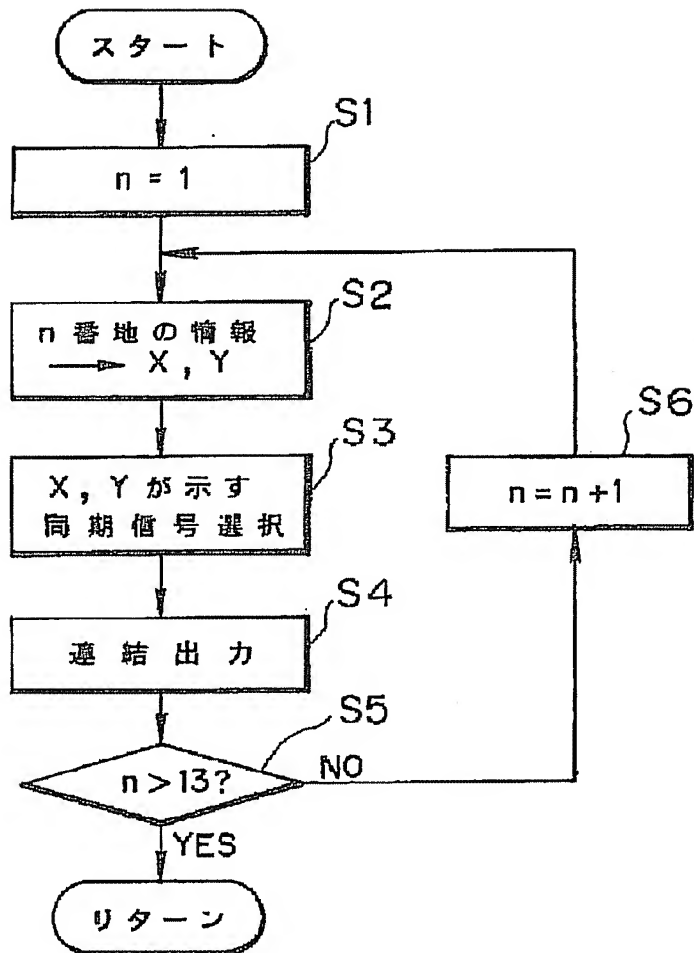 スタート
S1
n = 1
S2
n 番地の情報
→ X , Y
S3
X , Y が示す
同期信号選択
S4
連結出力
S5
n > 13?
NO
YES
S6
n = n + 1
リターン